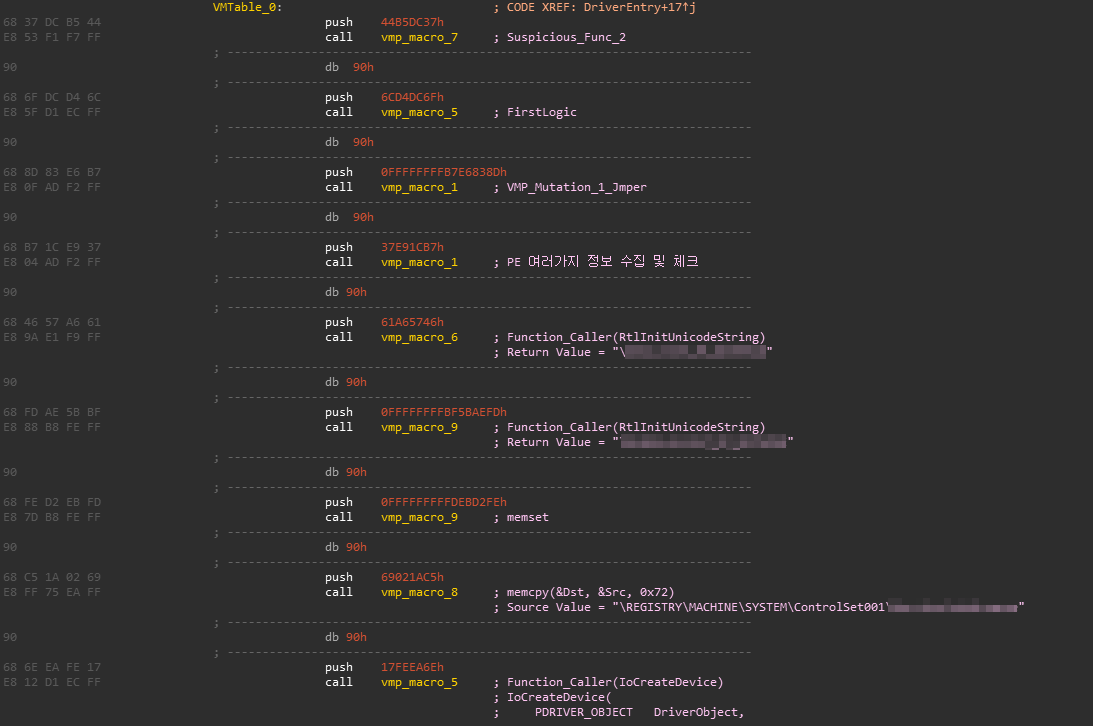 VMTable_0: ; CODE XREF: DriverEntry+17↑j
68 37 DC B5 44 push 44B5DC37h
E8 53 F1 F7 FF call vmp_macro_7 ; Suspicious_Func_2
; ---------------------------------------------------------------------------
90 db 90h
; ---------------------------------------------------------------------------
68 6F DC D4 6C push 6CD4DC6Fh
E8 5F D1 EC FF call vmp_macro_5 ; FirstLogic
; ---------------------------------------------------------------------------
90 db 90h
; ---------------------------------------------------------------------------
68 8D 83 E6 B7 push 0FFFFFFFFB7E6838Dh
E8 0F AD F2 FF call vmp_macro_1 ; VMP_Mutation_1_Jmper
; ---------------------------------------------------------------------------
90 db 90h
; ---------------------------------------------------------------------------
68 B7 1C E9 37 push 37E91CB7h
E8 04 AD F2 FF call vmp_macro_1 ; PE 여러가지 정보 수집 및 체크
; ---------------------------------------------------------------------------
90 db 90h
; ---------------------------------------------------------------------------
68 46 57 A6 61 push 61A65746h
E8 9A E1 F9 FF call vmp_macro_6 ; Function_Caller(RtlInitUnicodeString)
; Return Value = "\ "
; ---------------------------------------------------------------------------
90 db 90h
; ---------------------------------------------------------------------------
68 FD AE 5B BF push 0FFFFFFFFBF5BAEFDh
E8 88 B8 FE FF call vmp_macro_9 ; Function_Caller(RtlInitUnicodeString)
; Return Value = " "
; ---------------------------------------------------------------------------
90 db 90h
; ---------------------------------------------------------------------------
68 FE D2 EB FD push 0FFFFFFFFFDEBD2FEh
E8 7D B8 FE FF call vmp_macro_9 ; memset
; ---------------------------------------------------------------------------
90 db 90h
; ---------------------------------------------------------------------------
68 C5 1A 02 69 push 69021AC5h
E8 FF 75 EA FF call vmp_macro_8 ; memcpy(&Dst, &Src, 0x72)
; Source Value = "\REGISTRY\MACHINE\SYSTEM\ControlSet001\ "
; ---------------------------------------------------------------------------
90 db 90h
; ---------------------------------------------------------------------------
68 6E EA FE 17 push 17FEEA6Eh
E8 12 D1 EC FF call vmp_macro_5 ; Function_Caller(IoCreateDevice)
; IoCreateDevice(
; PDRIVER_OBJECT DriverObject,